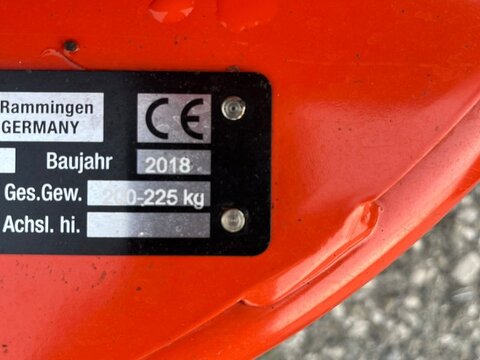 Rammingen
GERMANY
CE
Baujahr 2018
Ges.Gew. 200-225 kg
Achsl. hi.